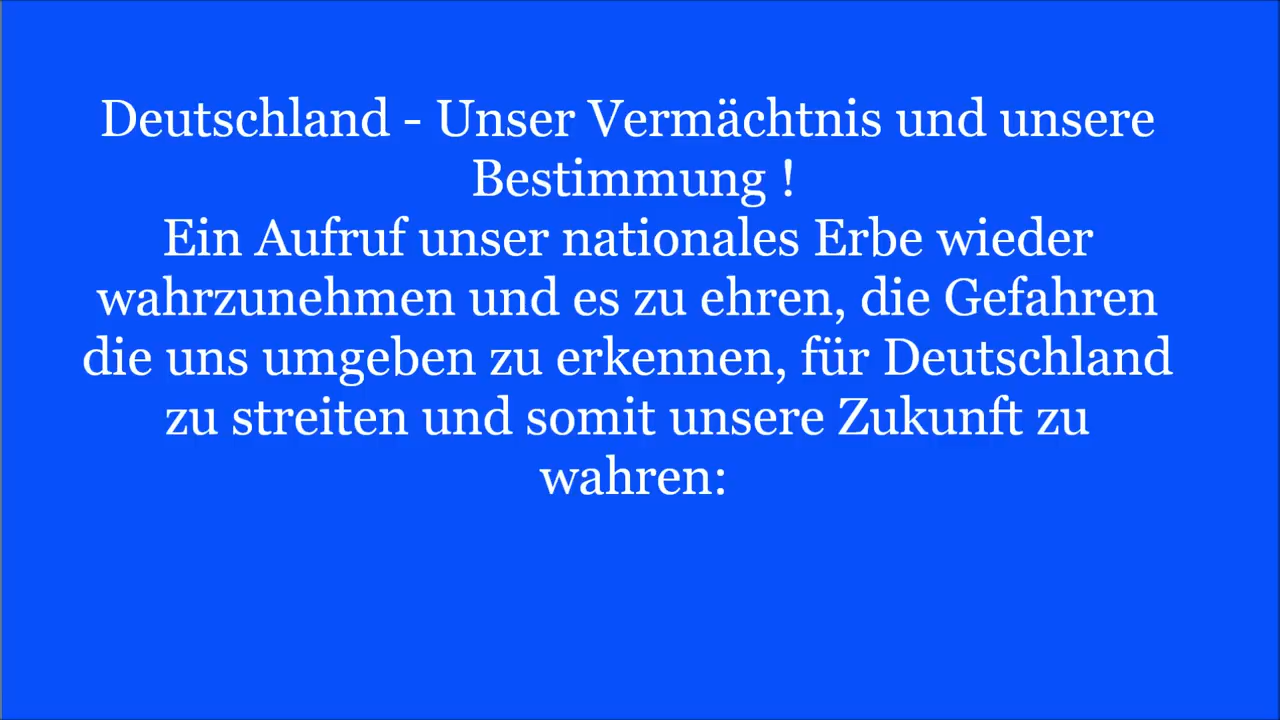 Deutschland - Unser Vermächtnis und unsere
Bestimmung !
Ein Aufruf unser nationales Erbe wieder
wahrzunehmen und es zu ehren, die Gefahren
die uns umgeben zu erkennen, für Deutschland
zu streiten und somit unsere Zukunft zu
wahren: